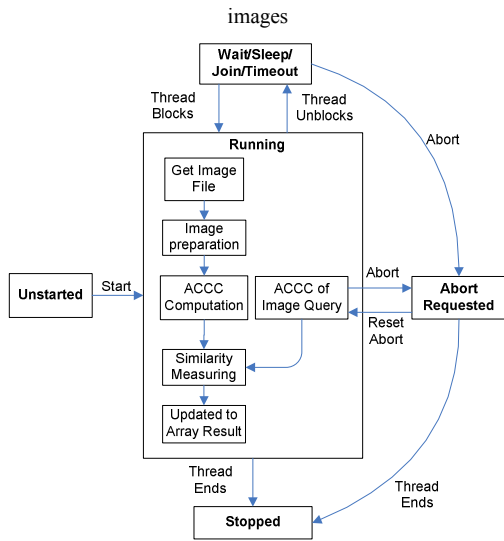 images
Wait/Sleep/
Join/Timeout
Thread
Blocks
Thread
Unblocks
Abort
Running
Get Image
File
Image
preparation
Unstarted
Start
ACCC
Computation
ACCC of
Image Query
Abort
Abort
Requested
Reset
Abort
Similarity
Measuring
Updated to
Array Result
Thread
Ends
Thread
Ends
Stopped